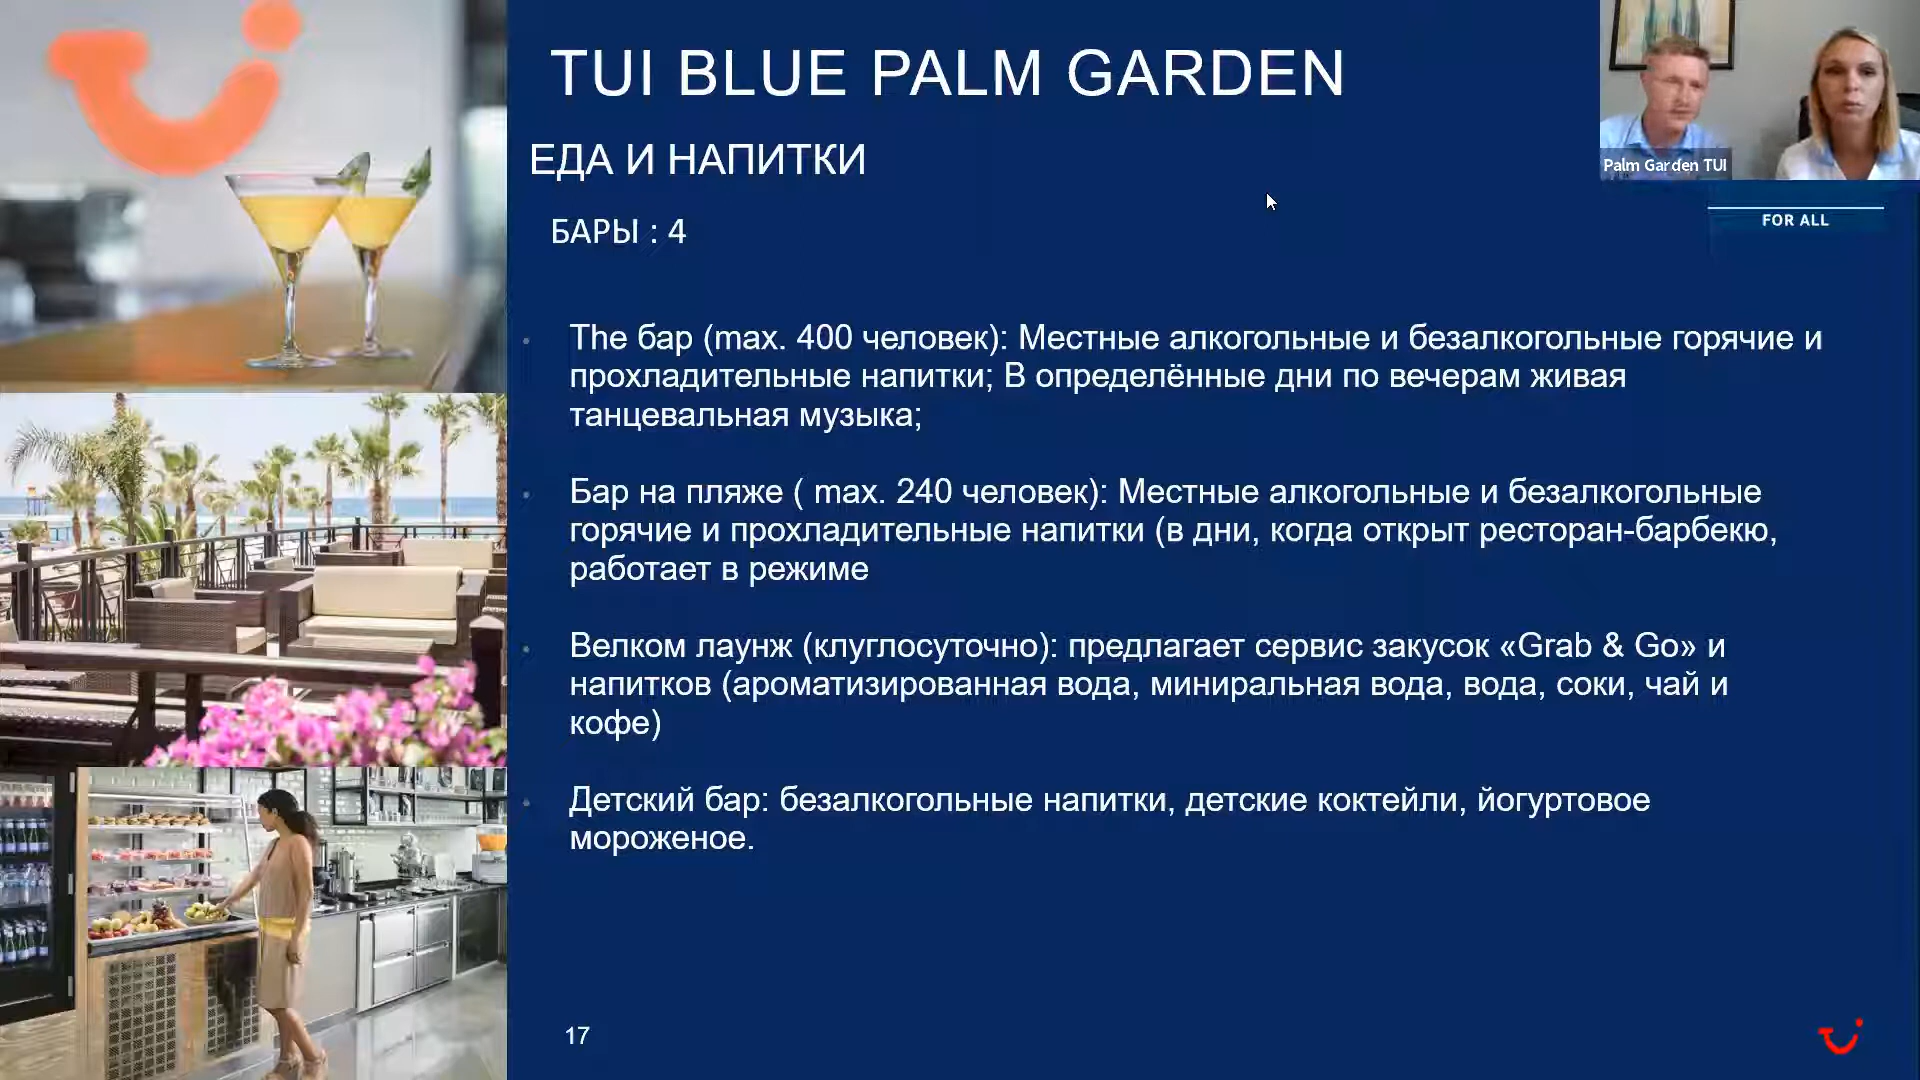 TUI BLUE PALM GARDEN
ЕДА И НАПИТКИ
Palm Garden TUI
FOR ALL
БАРЫ : 4
The бар (max. 400 человек): Местные алкогольные и безалкогольные горячие и
прохладительные напитки; В определённые дни по вечерам живая
танцевальная музыка;
Бар на пляже ( max. 240 человек): Местные алкогольные и безалкогольные
горячие и прохладительные напитки (в дни, когда открыт ресторан-барбекю,
работает в режиме
Велком лаунж (клуглосуточно): предлагает сервис закусок «Grab & Go» и
напитков (ароматизированная вода, миниральная вода, вода, соки, чай и
кофе)
Детский бар: безалкогольные напитки, детские коктейли, йогуртовое
мороженое.
17